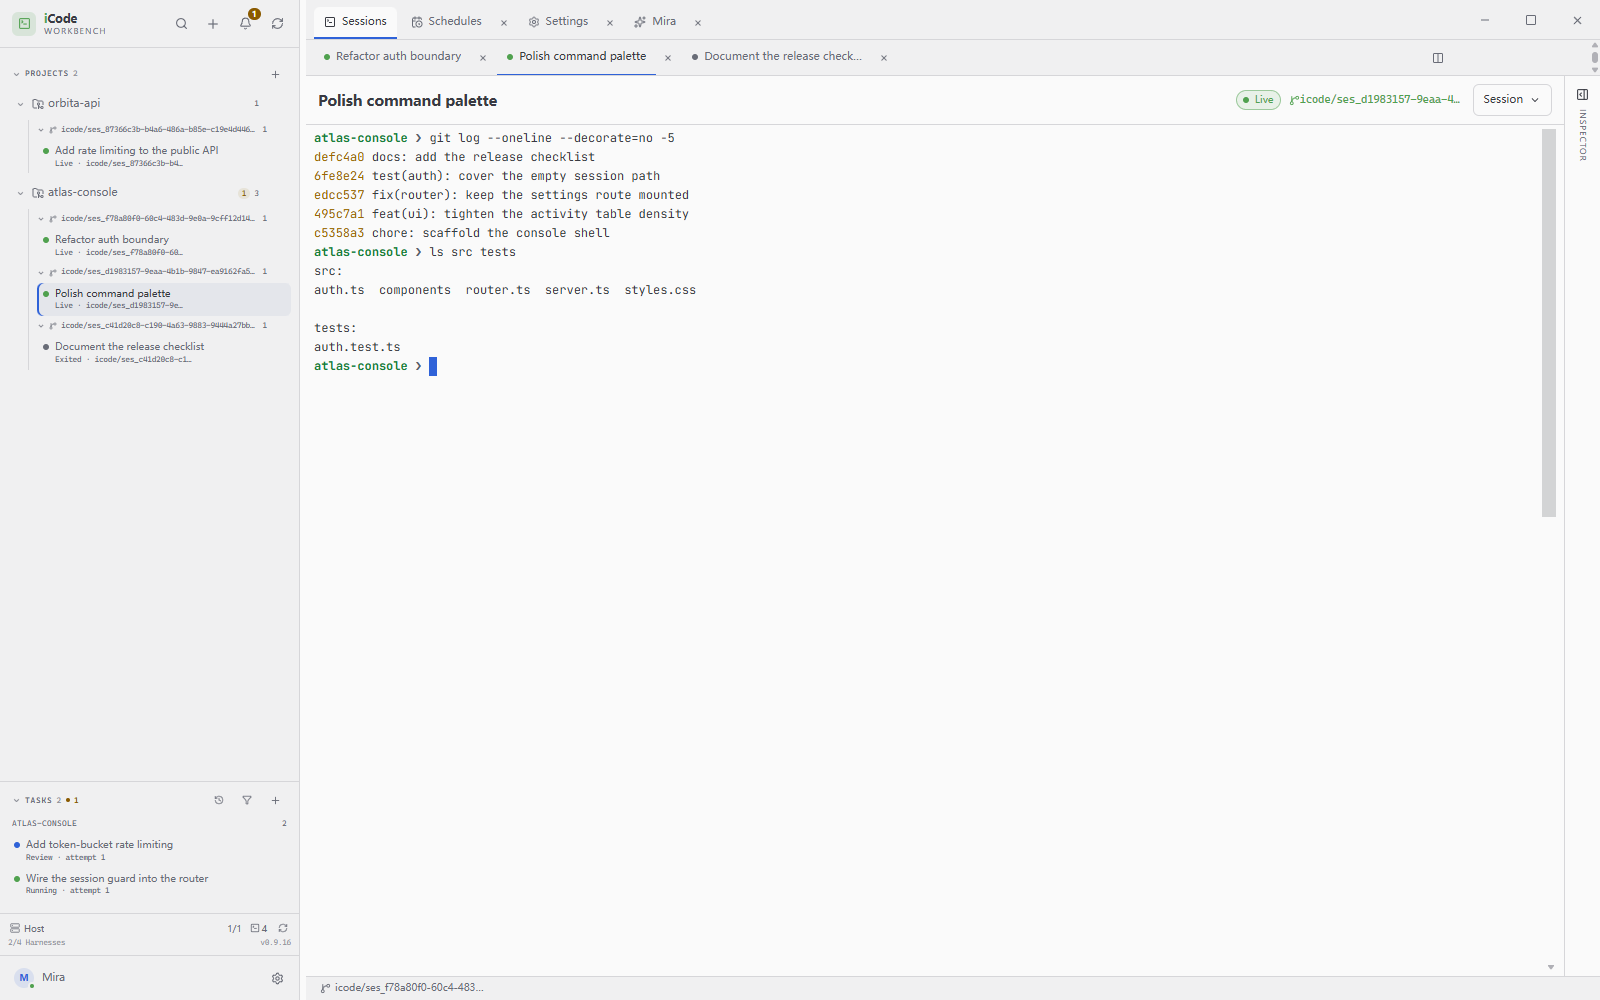 iCode
WORKBENCH
1
Sessions
Schedules
Settings
Mira
PROJECTS 2
orbita-api 1
icode/ses_87366c3b-b4a6-486a-b85e-c19e4d446… 1
Add rate limiting to the public API
Live · icode/ses_87366c3b-b4…
atlas-console 1 3
icode/ses_f78a80f0-60c4-483d-9e0a-9cff12d14… 1
Refactor auth boundary
Live · icode/ses_f78a80f0-60…
icode/ses_d1983157-9eaa-4b1b-9847-ea9162fa5… 1
Polish command palette
Live · icode/ses_d1983157-9e…
icode/ses_c41d20c8-c190-4a63-9883-9444a27bb… 1
Document the release checklist
Exited · icode/ses_c41d20c8-c1…
TASKS 2 1
ATLAS-CONSOLE 2
Add token-bucket rate limiting
Review · attempt 1
Wire the session guard into the router
Running · attempt 1
Host 1/1 4
2/4 Harnesses v0.9.16
M Mira
Refactor auth boundary
Polish command palette
Document the release check…
Polish command palette
Live
icode/ses_d1983157-9eaa-4…
Session
INSPECTOR
atlas-console ❯ git log --oneline --decorate=no -5
defc4a0 docs: add the release checklist
6fe8e24 test(auth): cover the empty session path
edcc537 fix(router): keep the settings route mounted
495c7a1 feat(ui): tighten the activity table density
c5358a3 chore: scaffold the console shell
atlas-console ❯ ls src tests
src:
auth.ts components router.ts server.ts styles.css
tests:
auth.test.ts
atlas-console ❯
icode/ses_f78a80f0-60c4-483…